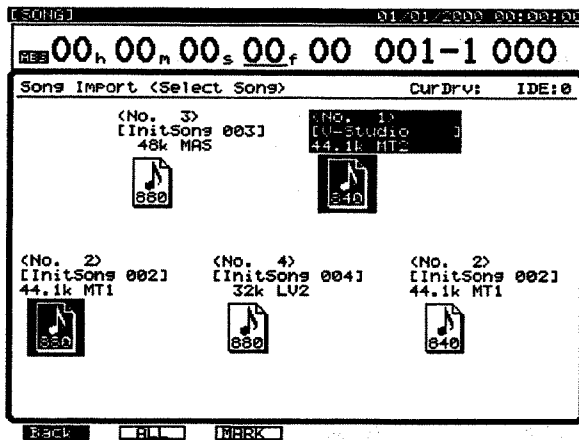 [SONG] 01/01/2000 00:00:00
ABS 00h 00m 00s 00f 00 001-1 000
Song Import (Select Song) CurDrv: IDE:0
(No. 3) (No. 1)
[InitSong 003] [V-Studio ]
48k MAS 44.1k MT2
880 840
(No. 2) (No. 4) (No. 2)
[InitSong 002] [InitSong 004] [InitSong 002]
44.1k MT1 32k LV2 44.1k MT1
880 880 840
Back ALL MARK